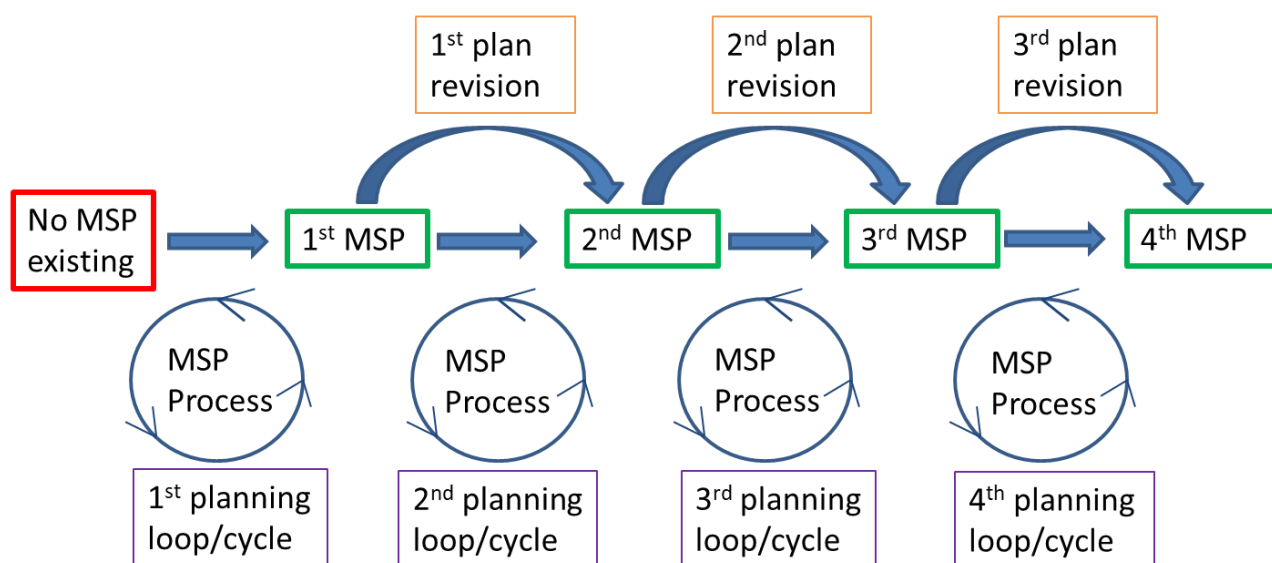 1st plan
revision
2nd plan
revision
3rd plan
revision
No MSP
existing
1st MSP
2nd MSP
3rd MSP
4th MSP
MSP
Process
MSP
Process
MSP
Process
MSP
Process
1st planning
loop/cycle
2nd planning
loop/cycle
3rd planning
loop/cycle
4th planning
loop/cycle